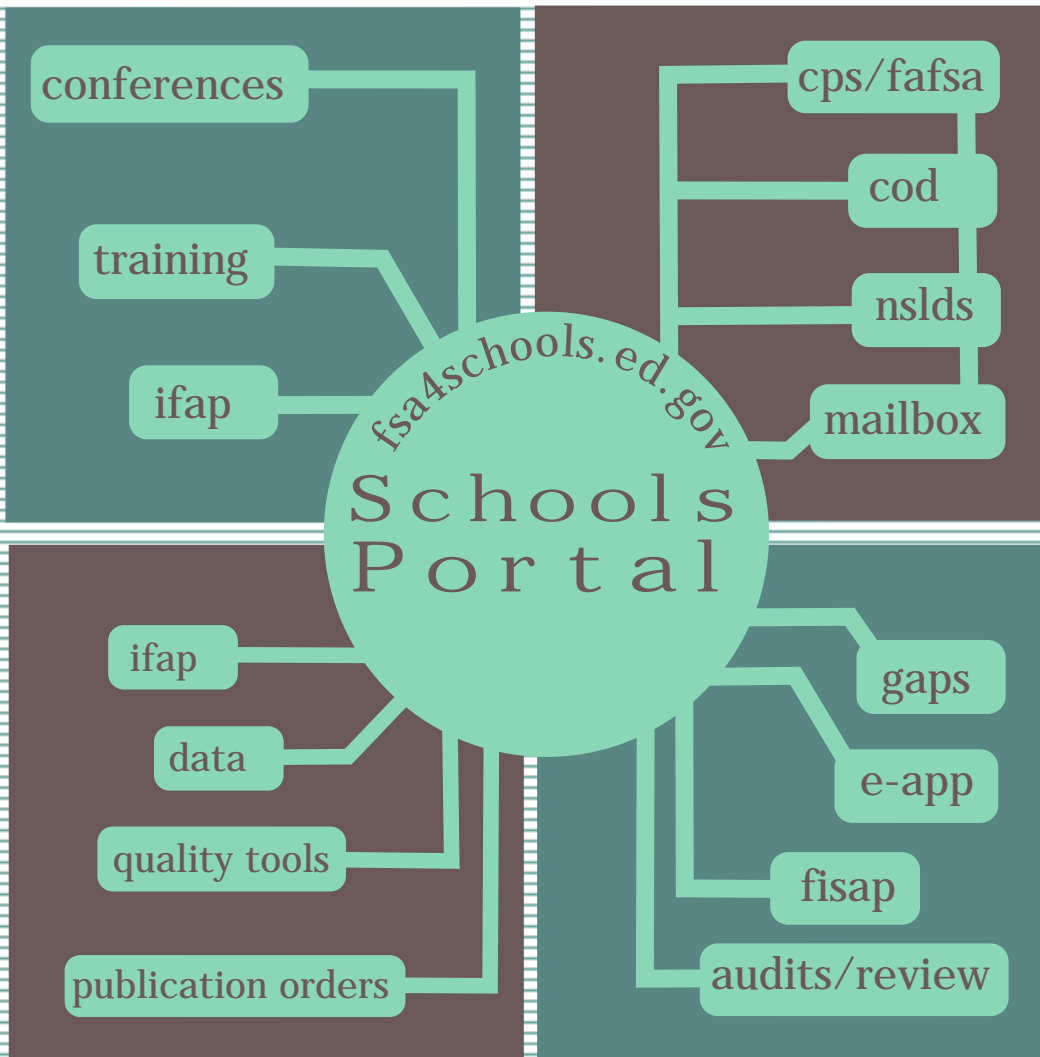 conferences
training
ifap
cps/fafsa
cod
nslds
mailbox
fsa4schools.ed.gov
Schools
Portal
ifap
data
quality tools
publication orders
gaps
e-app
fisap
audits/review